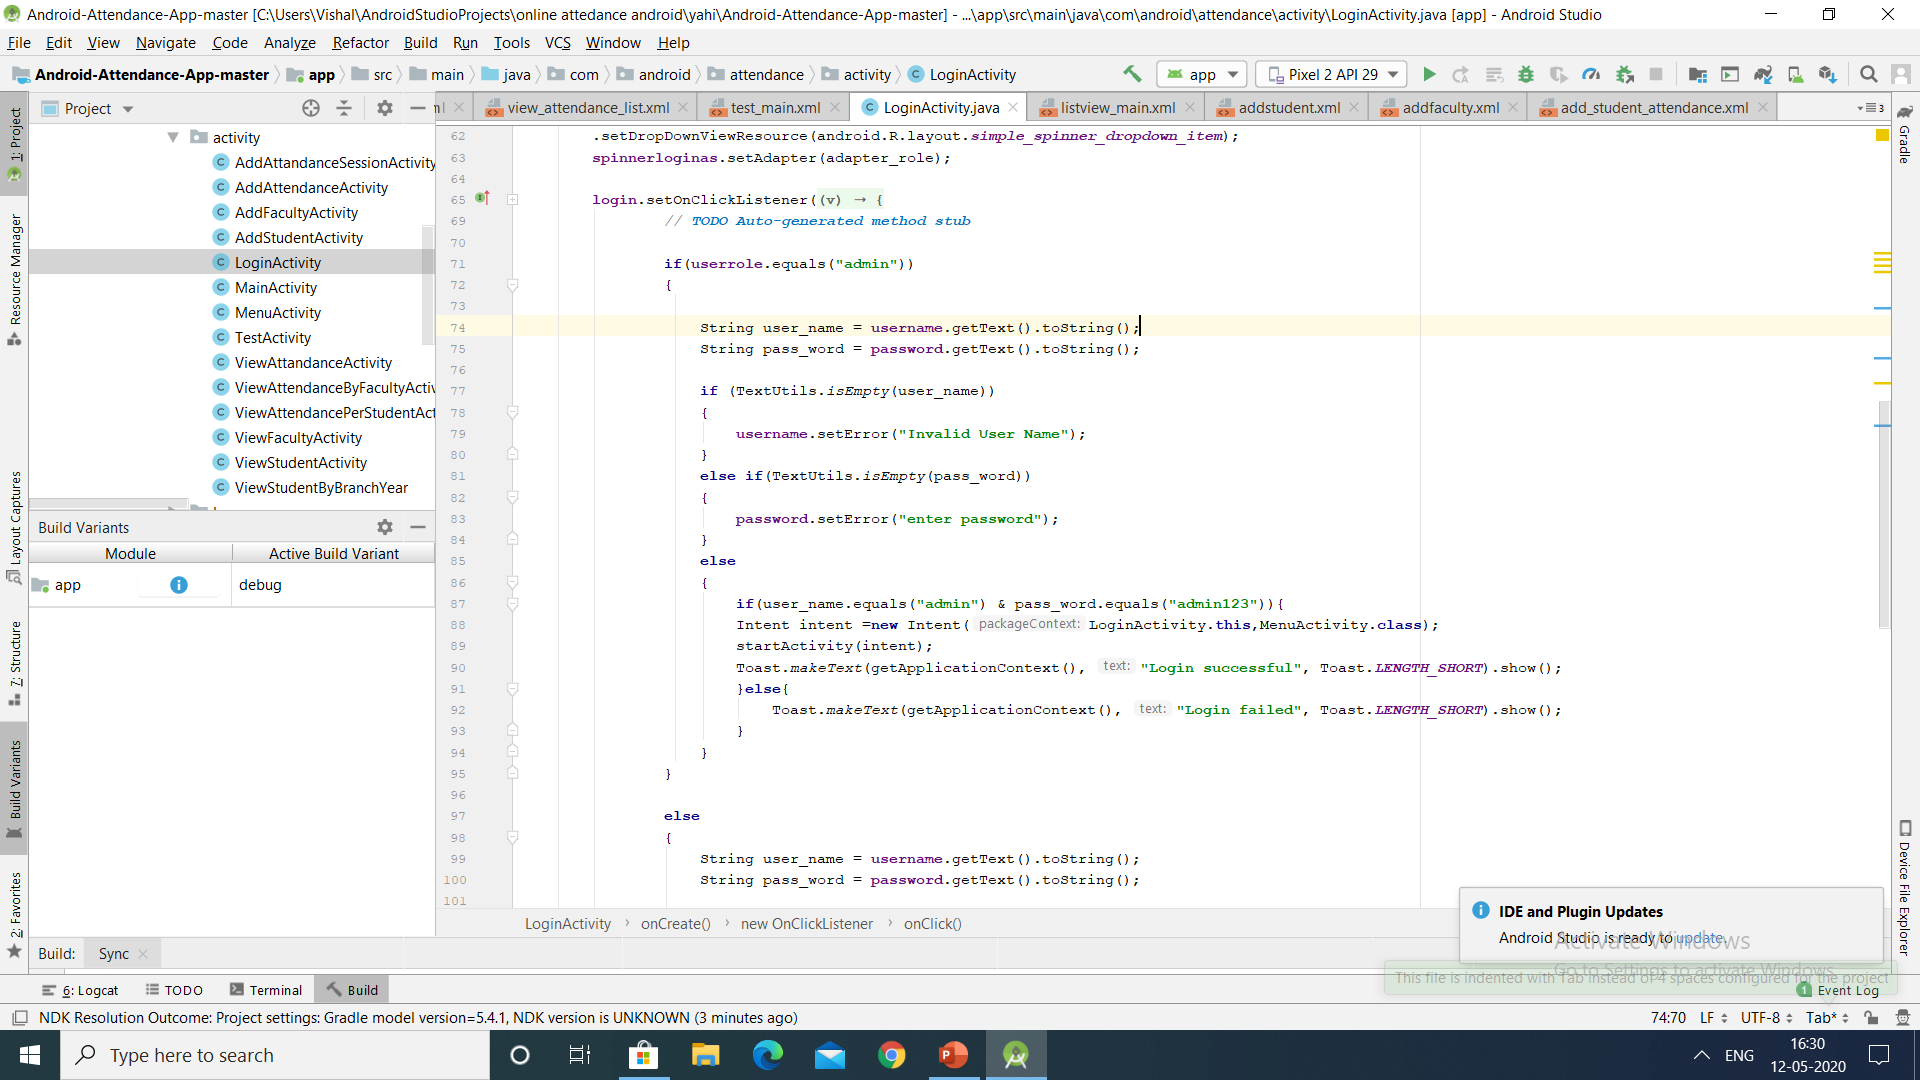 Android-Attendance-App-master [C:\Users\Vishal\AndroidStudioProjects\online attedance android\yahi\Android-Attendance-App-master] - ...\app\src\main\java\com\android\attendance\activity\LoginActivity.java [app] - Android Studio
File Edit View Navigate Code Analyze Refactor Build Run Tools VCS Window Help
Android-Attendance-App-master app src main java com android attendance activity LoginActivity app Pixel 2 API 29
Project view_attendance_list.xml test_main.xml LoginActivity.java listview_main.xml addstudent.xml addfaculty.xml add_student_attendance.xml 3
1: Project
Resource Manager
Layout Captures
7: Structure
Build Variants
2: Favorites
activity
AddAttandanceSessionActivity
AddAttendanceActivity
AddFacultyActivity
AddStudentActivity
LoginActivity
MainActivity
MenuActivity
TestActivity
ViewAttandanceActivity
ViewAttendanceByFacultyActiv
ViewAttendancePerStudentAct
ViewFacultyActivity
ViewStudentActivity
ViewStudentByBranchYear
Build Variants
Module Active Build Variant
app debug
62 .setDropDownViewResource(android.R.layout.simple_spinner_dropdown_item);
63 spinnerloginas.setAdapter(adapter_role);
64
65 login.setOnClickListener((v) → {
69 // TODO Auto-generated method stub
70
71 if(userrole.equals("admin"))
72 {
73
74 String user_name = username.getText().toString();
75 String pass_word = password.getText().toString();
76
77 if (TextUtils.isEmpty(user_name))
78 {
79 username.setError("Invalid User Name");
80 }
81 else if(TextUtils.isEmpty(pass_word))
82 {
83 password.setError("enter password");
84 }
85 else
86 {
87 if(user_name.equals("admin") & pass_word.equals("admin123")){
88 Intent intent =new Intent( packageContext: LoginActivity.this,MenuActivity.class);
89 startActivity(intent);
90 Toast.makeText(getApplicationContext(), text: "Login successful", Toast.LENGTH_SHORT).show();
91 }else{
92 Toast.makeText(getApplicationContext(), text: "Login failed", Toast.LENGTH_SHORT).show();
93 }
94 }
95 }
96
97 else
98 {
99 String user_name = username.getText().toString();
100 String pass_word = password.getText().toString();
101
LoginActivity › onCreate() › new OnClickListener › onClick()
Gradle
Device File Explorer
IDE and Plugin Updates
Android Studio is ready to update.
Activate Windows
Go to Settings to activate Windows.
This file is indented with Tab instead of 4 spaces configured for the project
Build: Sync
6: Logcat TODO Terminal Build 1 Event Log
NDK Resolution Outcome: Project settings: Gradle model version=5.4.1, NDK version is UNKNOWN (3 minutes ago) 74:70 LF UTF-8 Tab*
Type here to search ENG 16:30
12-05-2020